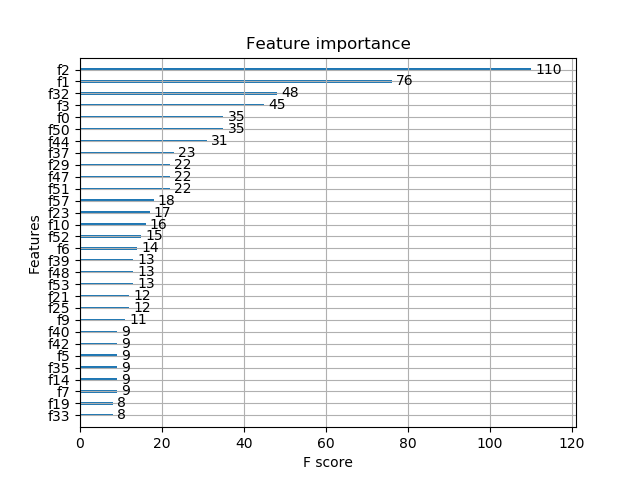 Feature importance
f2 110
f1 76
f32 48
f3 45
f0 35
f50 35
f44 31
f37 23
f29 22
f47 22
f51 22
f57 18
f23 17
f10 16
f52 15
f6 14
f39 13
f48 13
f53 13
f21 12
f25 12
f9 11
f40 9
f42 9
f5 9
f35 9
f14 9
f7 9
f19 8
f33 8
Features
0 20 40 60 80 100 120
F score